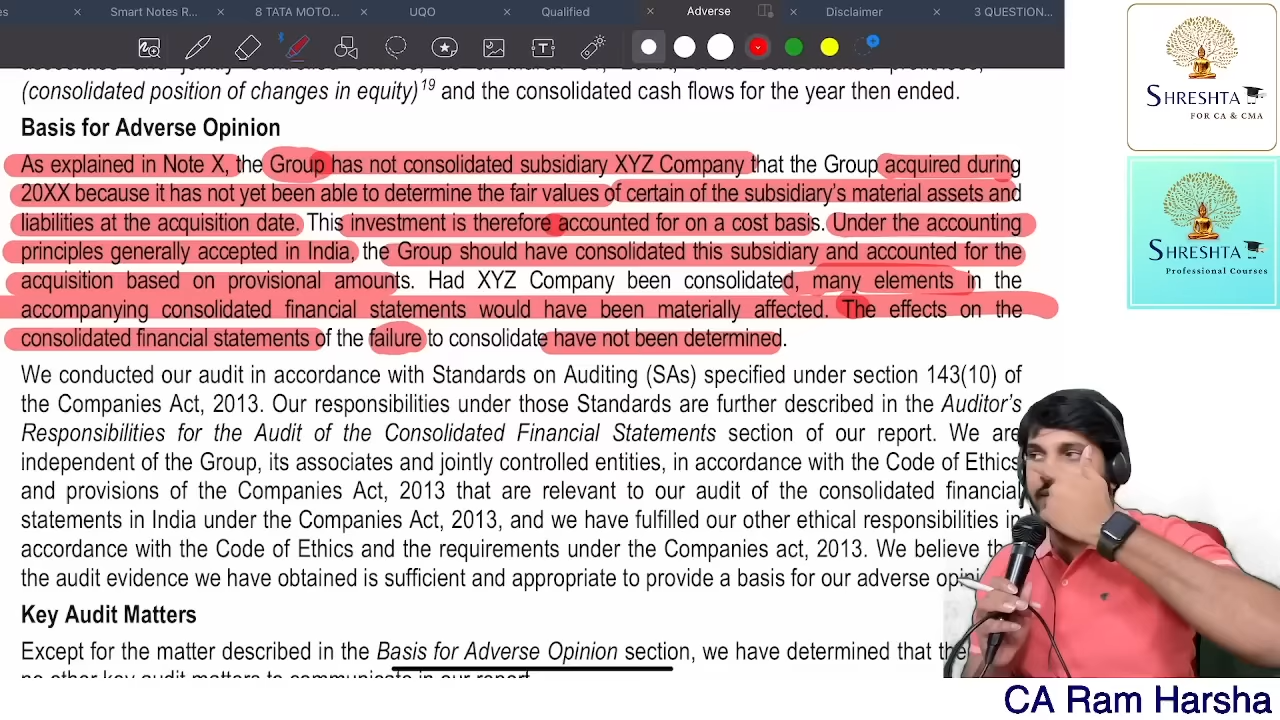 Smart Notes R...
8 TATA MOTO...
UQO
Qualified
Adverse
Disclaimer
3 QUESTION...
(consolidated position of changes in equity)19 and the consolidated cash flows for the year then ended.
Basis for Adverse Opinion
As explained in Note X, the Group has not consolidated subsidiary XYZ Company that the Group acquired during
20XX because it has not yet been able to determine the fair values of certain of the subsidiary's material assets and
liabilities at the acquisition date. This investment is therefore accounted for on a cost basis. Under the accounting
principles generally accepted in India, the Group should have consolidated this subsidiary and accounted for the
acquisition based on provisional amounts. Had XYZ Company been consolidated, many elements in the
accompanying consolidated financial statements would have been materially affected. The effects on the
consolidated financial statements of the failure to consolidate have not been determined.
We conducted our audit in accordance with Standards on Auditing (SAs) specified under section 143(10) of
the Companies Act, 2013. Our responsibilities under those Standards are further described in the Auditor's
Responsibilities for the Audit of the Consolidated Financial Statements section of our report. We are
independent of the Group, its associates and jointly controlled entities, in accordance with the Code of Ethics
and provisions of the Companies Act, 2013 that are relevant to our audit of the consolidated financial
statements in India under the Companies Act, 2013, and we have fulfilled our other ethical responsibilities in
accordance with the Code of Ethics and the requirements under the Companies act, 2013. We believe
the audit evidence we have obtained is sufficient and appropriate to provide a basis for our adverse
Key Audit Matters
Except for the matter described in the Basis for Adverse Opinion section, we have determined that
no other key audit matters to communicate in our report.
SHRESHTA
FOR CA & CMA
SHRESHTA
Professional Courses
CA Ram Harsha